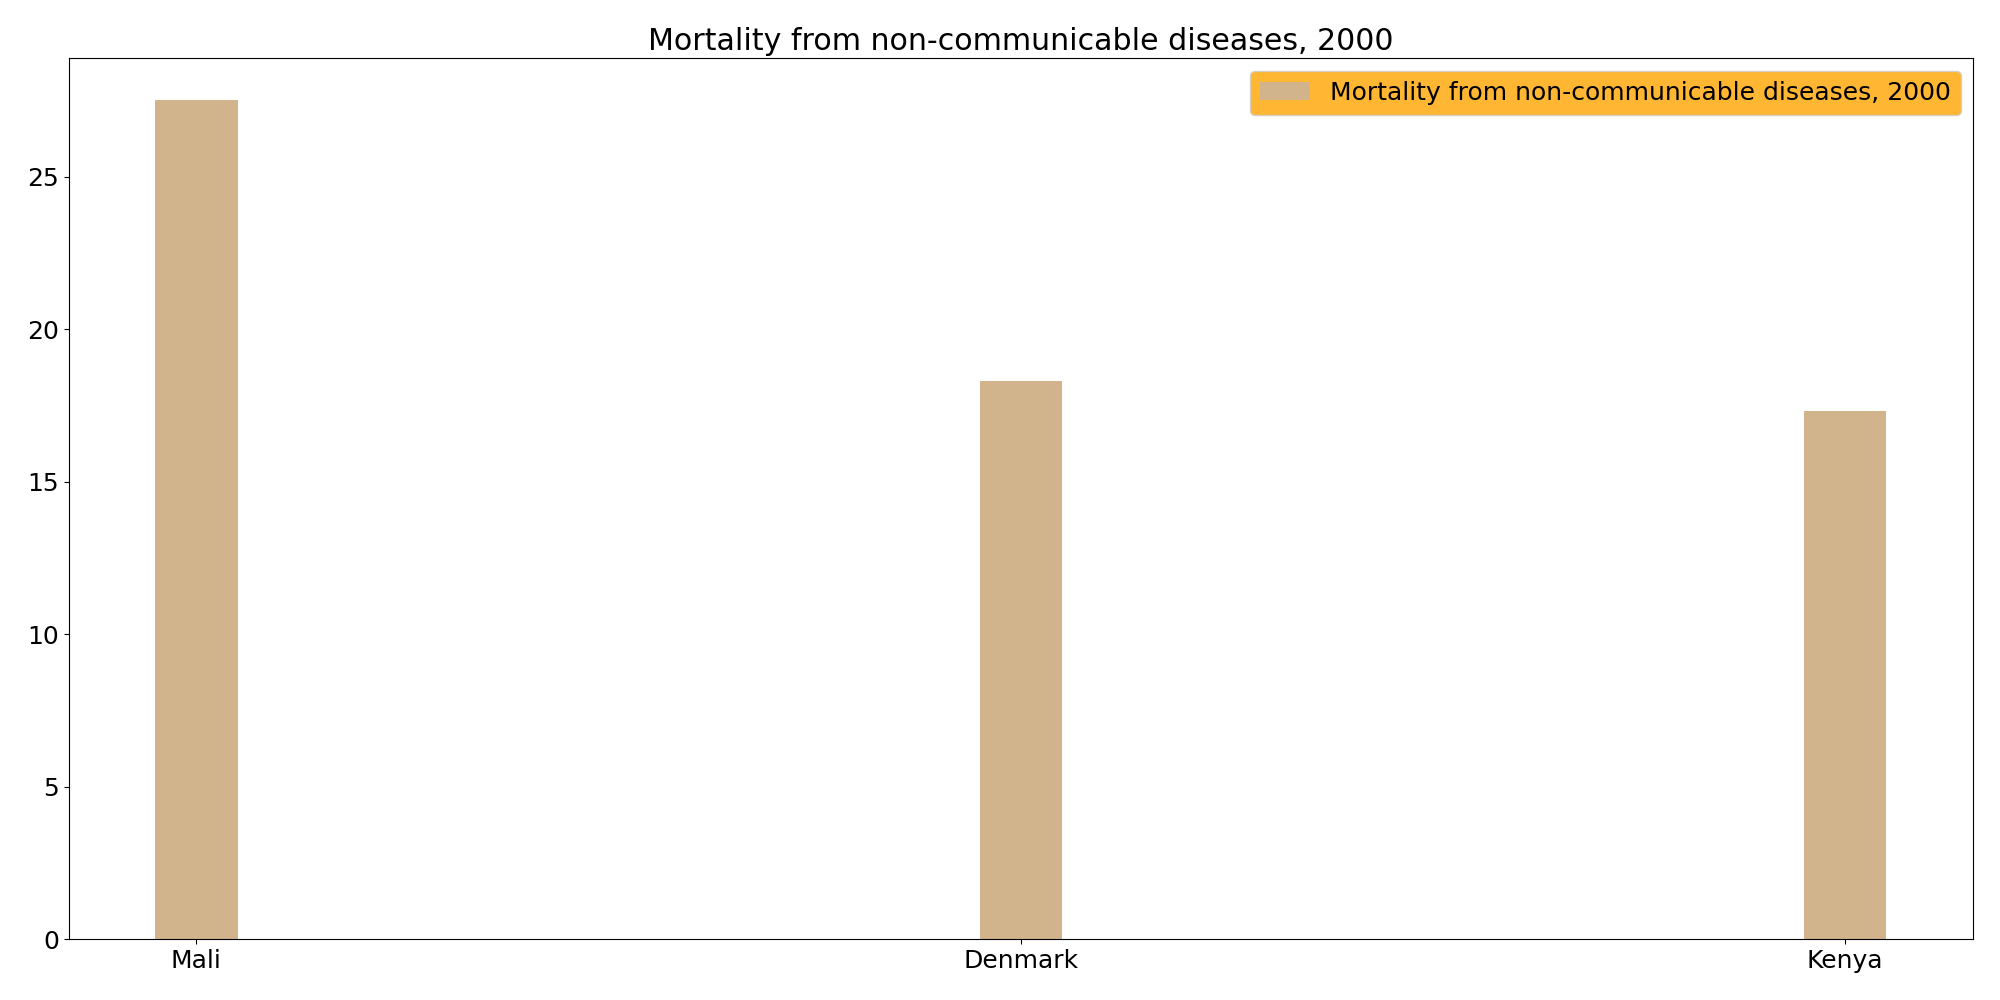 Mortality from non-communicable diseases, 2000
Mortality from non-communicable diseases, 2000
25
20
15
10
5
0
Mali Denmark Kenya